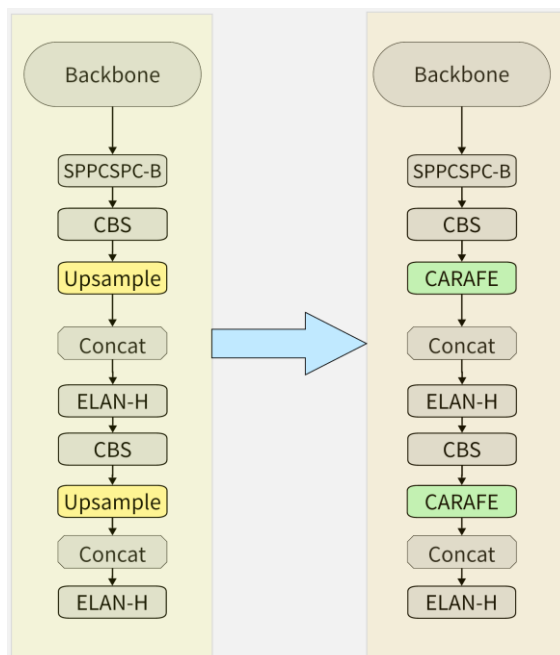 Backbone
SPPCSPC-B
CBS
Upsample
Concat
ELAN-H
CBS
Upsample
Concat
ELAN-H
Backbone
SPPCSPC-B
CBS
CARAFE
Concat
ELAN-H
CBS
CARAFE
Concat
ELAN-H